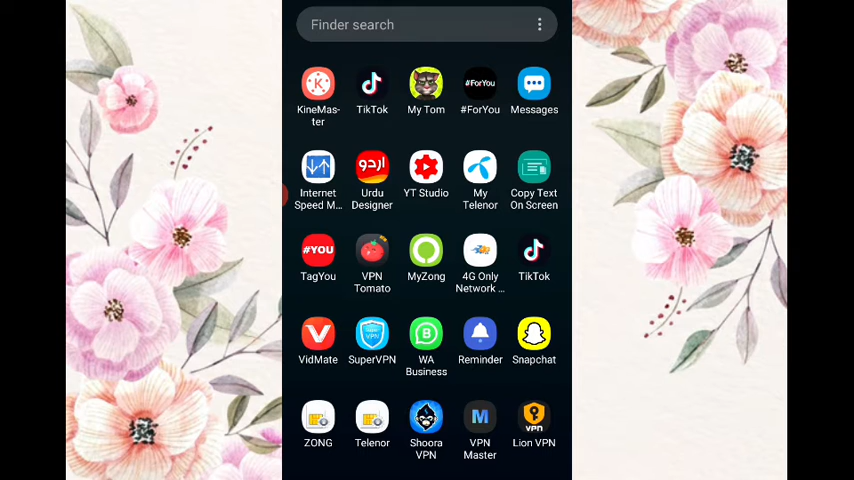 Finder search
#ForYou
KineMas-
ter
TikTok
My Tom
#ForYou
Messages
اردو
Internet
Speed M...
Urdu
Designer
YT Studio
My
Telenor
Copy Text
On Screen
#YOU
TagYou
VPN
Tomato
MyZong
4G Only
Network ...
TikTok
VPN
VidMate
SuperVPN
WA
Business
Reminder
Snapchat
VPN
ZONG
Telenor
Shoora
VPN
VPN
Master
Lion VPN